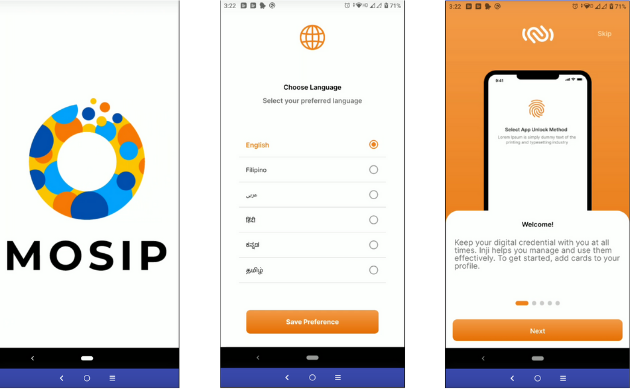 MOSIP
3:22
71%
Choose Language
Select your preferred language
English
Filipino
عربى
हिंदी
ಕನ್ನಡ
தமிழ்
Save Preference
3:22
71%
Skip
9:41
Select App Unlock Method
Lorem Ipsum is simply dummy text of the
printing and typesetting industry
Welcome!
Keep your digital credential with you at all
times. Inji helps you manage and use them
effectively. To get started, add cards to your
profile.
Next